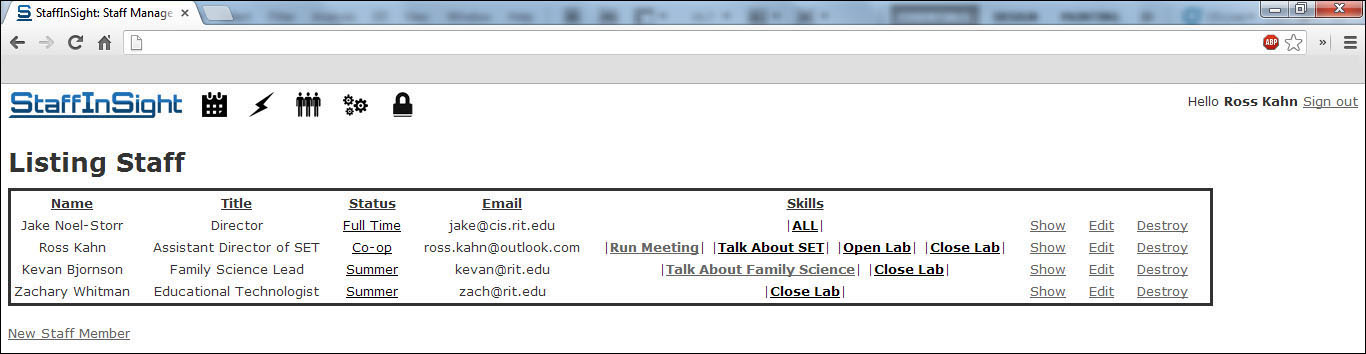 StaffInSight: Staff Manage
ABP
StaffInSight
Hello Ross Kahn Sign out
Listing Staff
Name Title Status Email Skills
Jake Noel-Storr Director Full Time jake@cis.rit.edu |ALL| Show Edit Destroy
Ross Kahn Assistant Director of SET Co-op ross.kahn@outlook.com |Run Meeting| |Talk About SET| |Open Lab| |Close Lab| Show Edit Destroy
Kevan Bjornson Family Science Lead Summer kevan@rit.edu |Talk About Family Science| |Close Lab| Show Edit Destroy
Zachary Whitman Educational Technologist Summer zach@rit.edu |Close Lab| Show Edit Destroy
New Staff Member